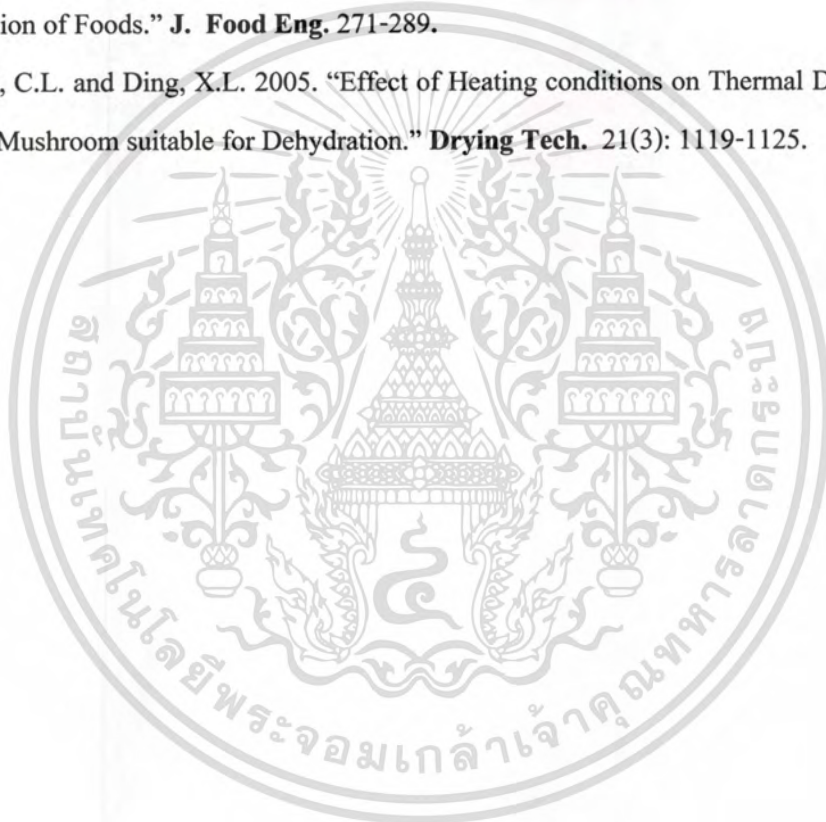 ion of Foods.” J. Food Eng. 271-289.
, C.L. and Ding, X.L. 2005. “Effect of Heating conditions on Thermal D
Mushroom suitable for Dehydration.” Drying Tech. 21(3): 1119-1125.
สถาบันเทคโนโลยีพระจอมเกล้าเจ้าคุณทหารลาดกระบัง
๔